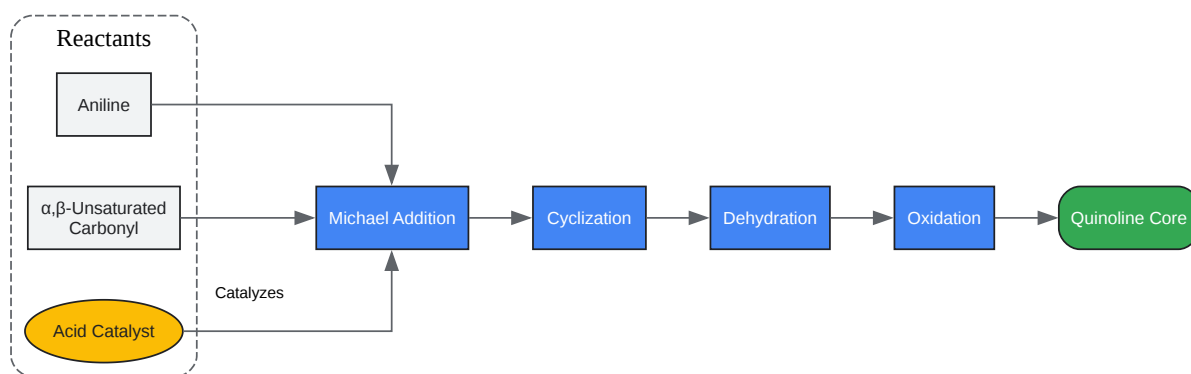 Reactants
Aniline
α,β-Unsaturated
Carbonyl
Michael Addition
Cyclization
Dehydration
Oxidation
Quinoline Core
Catalyzes
Acid Catalyst